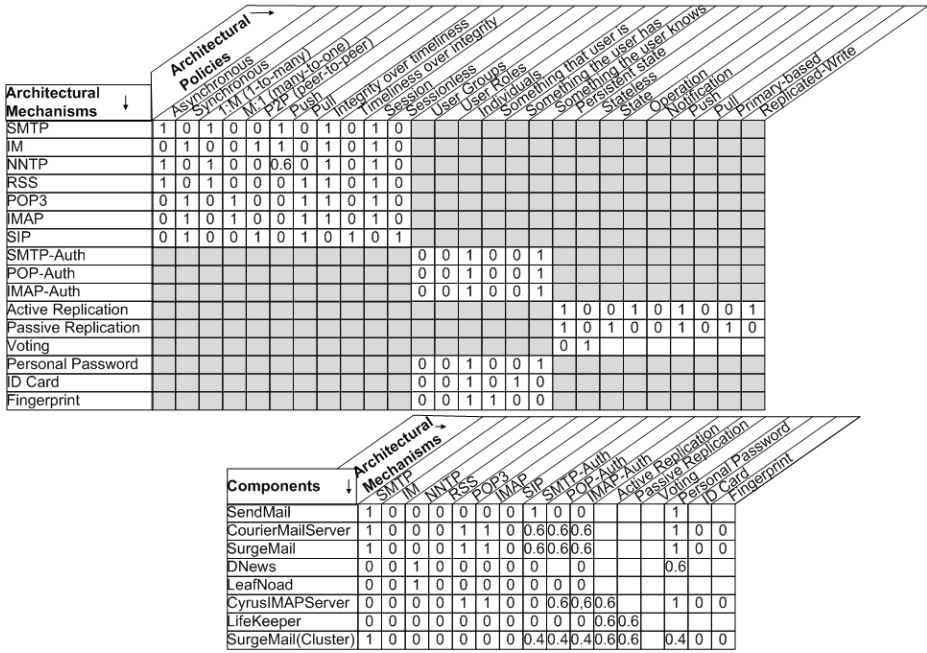 Architectural Policies
Asynchronous
Synchronous
1:M (1-to-many)
M:1 (many-to-one)
P2P (peer-to-peer)
Push
Pull
Integrity over timeliness
Timeliness over integrity
Session
Sessionless
User Groups
User Roles
Individuals
Something that user is
Something the user has
Something the user knows
Persistent state
Stateless
State
Operation
Notification
Push
Pull
Primary-based
Replicated-Write
Architectural
Mechanisms
SMTP 1 0 1 0 0 1 0 1 0 1 0
IM 0 1 0 0 1 1 0 1 0 1 0
NNTP 1 0 1 0 0 0.6 0 1 0 1 0
RSS 1 0 1 0 0 0 1 1 0 1 0
POP3 0 1 0 1 0 0 1 1 0 1 0
IMAP 0 1 0 1 0 0 1 1 0 1 0
SIP 0 1 0 0 1 0 1 0 1 0 1
SMTP-Auth 0 0 1 0 0 1
POP-Auth 0 0 1 0 0 1
IMAP-Auth 0 0 1 0 0 1
Active Replication 1 0 0 1 0 1 0 0 1
Passive Replication 1 0 1 0 0 1 0 1 0
Voting 0 1
Personal Password 0 0 1 0 0 1
ID Card 0 0 1 0 1 0
Fingerprint 0 0 1 1 0 0
Architectural
Mechanisms
SMTP
IM
NNTP
RSS
POP3
IMAP
SIP
SMTP-Auth
POP-Auth
IMAP-Auth
Active Replication
Passive Replication
Voting
Personal Password
ID Card
Fingerprint
Components
SendMail 1 0 0 0 0 0 0 1 0 0 1
CourierMailServer 1 0 0 0 1 1 0 0.6 0.6 0.6 1 0 0
SurgeMail 1 0 0 0 1 1 0 0.6 0.6 0.6 1 0 0
DNews 0 0 1 0 0 0 0 0 0 0.6
LeafNoad 0 0 1 0 0 0 0 0 0 0
CyrusIMAPServer 0 0 0 0 1 1 0 0 0.6 0,6 0.6 1 0 0
LifeKeeper 0 0 0 0 0 0 0 0 0 0 0.6 0.6
SurgeMail(Cluster) 1 0 0 0 0 0 0 0.4 0.4 0.4 0.6 0.6 0.4 0 0